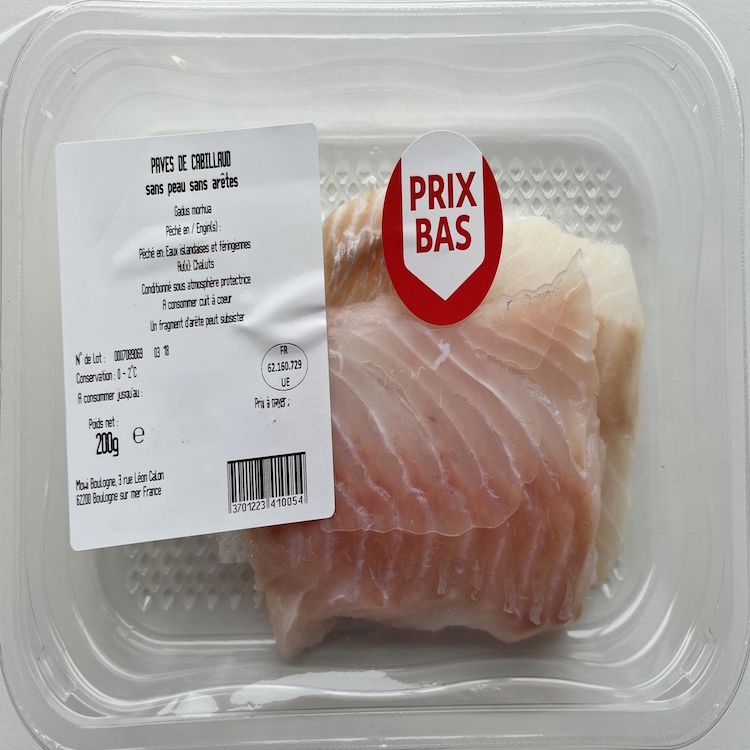 PAVES DE CABILLAUD
sans peau sans arêtes
Gadus morhua
Pêché en / Engin(s) :
Pêché en: Eaux islandaises et féringiennes
Au(x): Chaluts
Conditionné sous atmosphère protectrice
A consommer cuit à coeur
Un fragment d'arête peut subsister
N° de lot : 0007089069 03 18
Conservation : 0 - 2°C
A consommer jusqu'au :
FR
62.160.729
UE
Prix à payer :
Poids net :
200g e
Mowi Boulogne, 3 rue Léon Calon
62200 Boulogne sur mer France
3701223 410054
PRIX
BAS